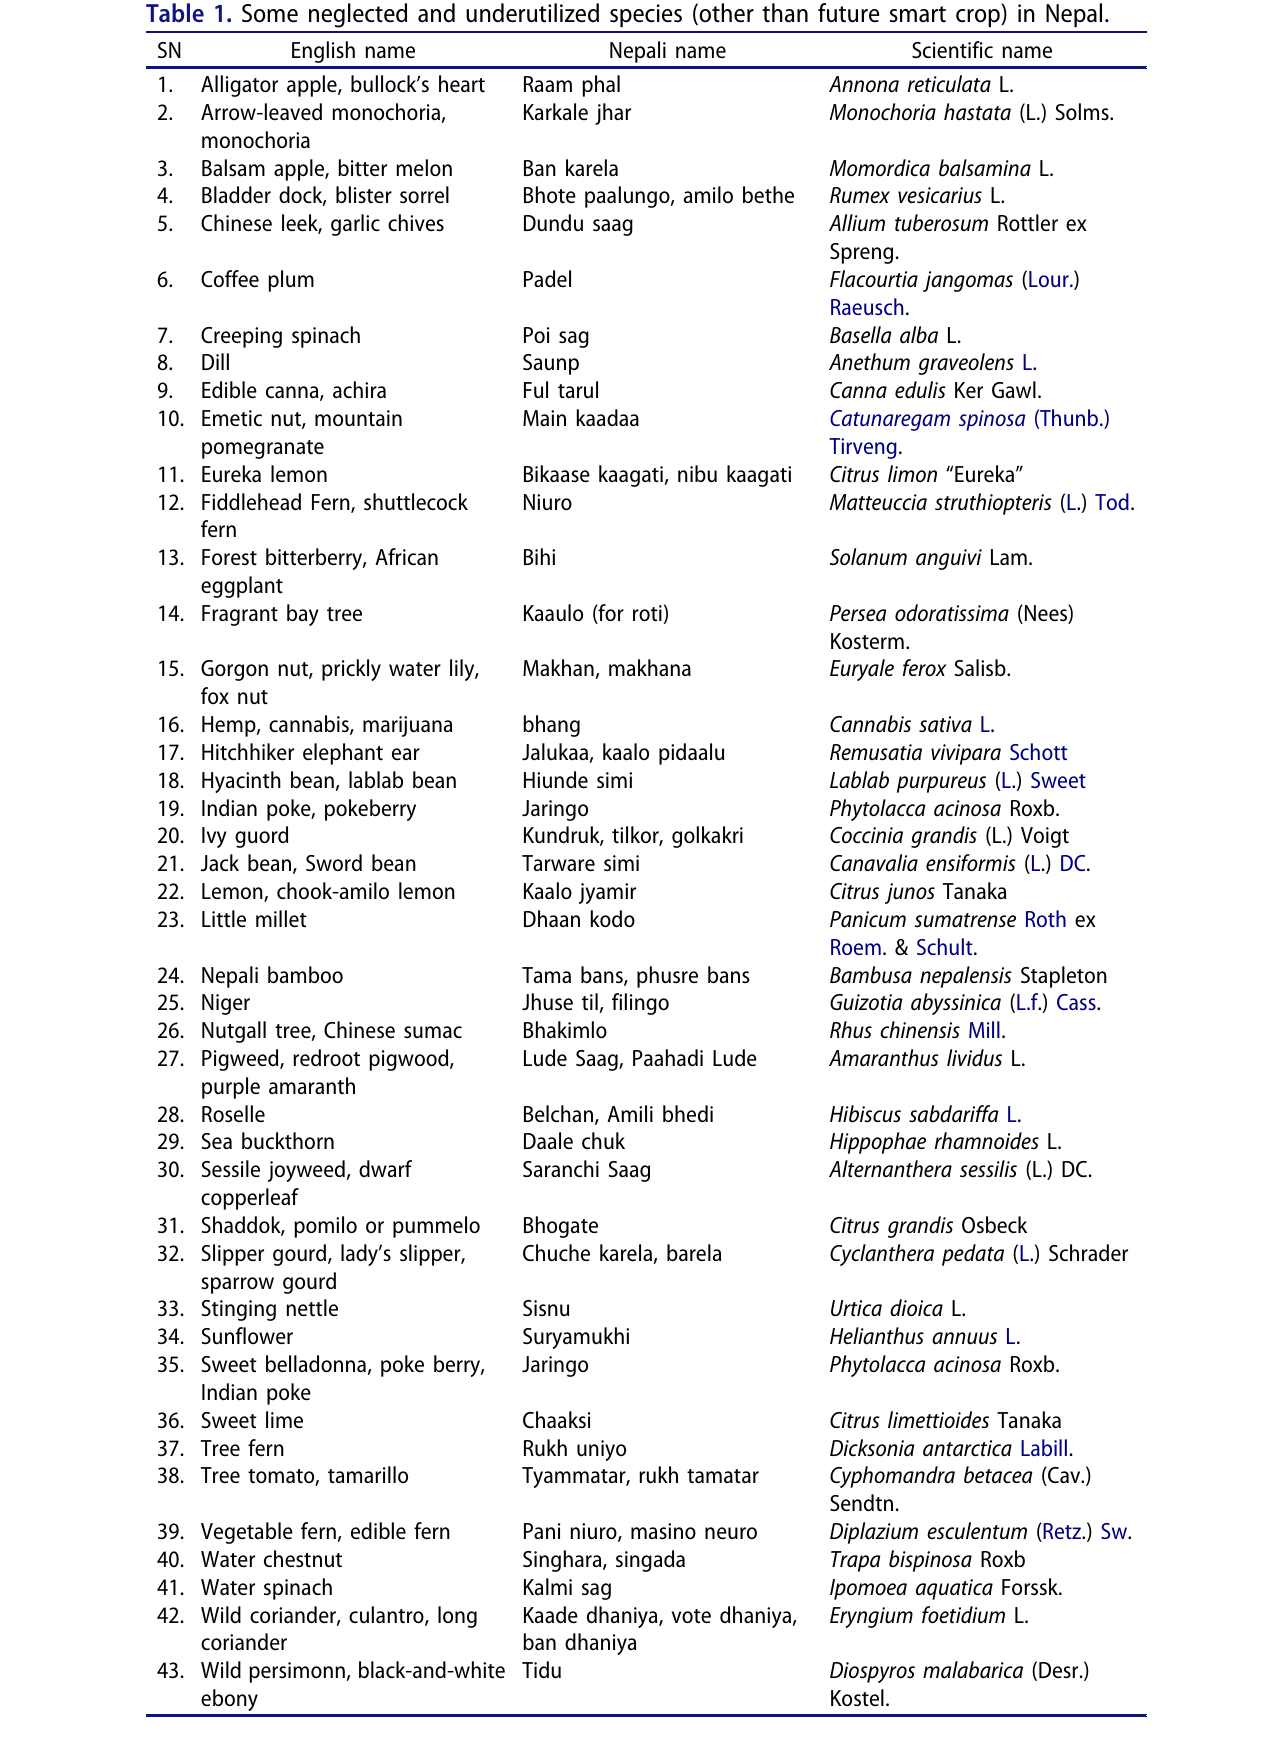 Table 1. Some neglected and underutilized species (other than future smart crop) in Nepal.
SN English name Nepali name Scientific name
1. Alligator apple, bullock’s heart Raam phal Annona reticulata L.
2. Arrow-leaved monochoria, Karkale jhar Monochoria hastata (L.) Solms.
monochoria
3. Balsam apple, bitter melon Ban karela Momordica balsamina L.
4. Bladder dock, blister sorrel Bhote paalungo, amilo bethe Rumex vesicarius L.
5. Chinese leek, garlic chives Dundu saag Allium tuberosum Rottler ex
Spreng.
6. Coffee plum Padel Flacourtia jangomas (Lour.)
Raeusch.
7. Creeping spinach Poi sag Basella alba L.
8. Dill Saunp Anethum graveolens L.
9. Edible canna, achira Ful tarul Canna edulis Ker Gawl.
10. Emetic nut, mountain Main kaadaa Catunaregam spinosa (Thunb.)
pomegranate Tirveng.
11. Eureka lemon Bikaase kaagati, nibu kaagati Citrus limon “Eureka”
12. Fiddlehead Fern, shuttlecock Niuro Matteuccia struthiopteris (L.) Tod.
fern
13. Forest bitterberry, African Bihi Solanum anguivi Lam.
eggplant
14. Fragrant bay tree Kaaulo (for roti) Persea odoratissima (Nees)
Kosterm.
15. Gorgon nut, prickly water lily, Makhan, makhana Euryale ferox Salisb.
fox nut
16. Hemp, cannabis, marijuana bhang Cannabis sativa L.
17. Hitchhiker elephant ear Jalukaa, kaalo pidaalu Remusatia vivipara Schott
18. Hyacinth bean, lablab bean Hiunde simi Lablab purpureus (L.) Sweet
19. Indian poke, pokeberry Jaringo Phytolacca acinosa Roxb.
20. Ivy guord Kundruk, tilkor, golkakri Coccinia grandis (L.) Voigt
21. Jack bean, Sword bean Tarware simi Canavalia ensiformis (L.) DC.
22. Lemon, chook-amilo lemon Kaalo jyamir Citrus junos Tanaka
23. Little millet Dhaan kodo Panicum sumatrense Roth ex
Roem. & Schult.
24. Nepali bamboo Tama bans, phusre bans Bambusa nepalensis Stapleton
25. Niger Jhuse til, filingo Guizotia abyssinica (L.f.) Cass.
26. Nutgall tree, Chinese sumac Bhakimlo Rhus chinensis Mill.
27. Pigweed, redroot pigwood, Lude Saag, Paahadi Lude Amaranthus lividus L.
purple amaranth
28. Roselle Belchan, Amili bhedi Hibiscus sabdariffa L.
29. Sea buckthorn Daale chuk Hippophae rhamnoides L.
30. Sessile joyweed, dwarf Saranchi Saag Alternanthera sessilis (L.) DC.
copperleaf
31. Shaddok, pomilo or pummelo Bhogate Citrus grandis Osbeck
32. Slipper gourd, lady’s slipper, Chuche karela, barela Cyclanthera pedata (L.) Schrader
sparrow gourd
33. Stinging nettle Sisnu Urtica dioica L.
34. Sunflower Suryamukhi Helianthus annuus L.
35. Sweet belladonna, poke berry, Jaringo Phytolacca acinosa Roxb.
Indian poke
36. Sweet lime Chaaksi Citrus limettioides Tanaka
37. Tree fern Rukh uniyo Dicksonia antarctica Labill.
38. Tree tomato, tamarillo Tyammatar, rukh tamatar Cyphomandra betacea (Cav.)
Sendtn.
39. Vegetable fern, edible fern Pani niuro, masino neuro Diplazium esculentum (Retz.) Sw.
40. Water chestnut Singhara, singada Trapa bispinosa Roxb
41. Water spinach Kalmi sag Ipomoea aquatica Forssk.
42. Wild coriander, culantro, long Kaade dhaniya, vote dhaniya, Eryngium foetidium L.
coriander ban dhaniya
43. Wild persimonn, black-and-white Tidu Diospyros malabarica (Desr.)
ebony Kostel.